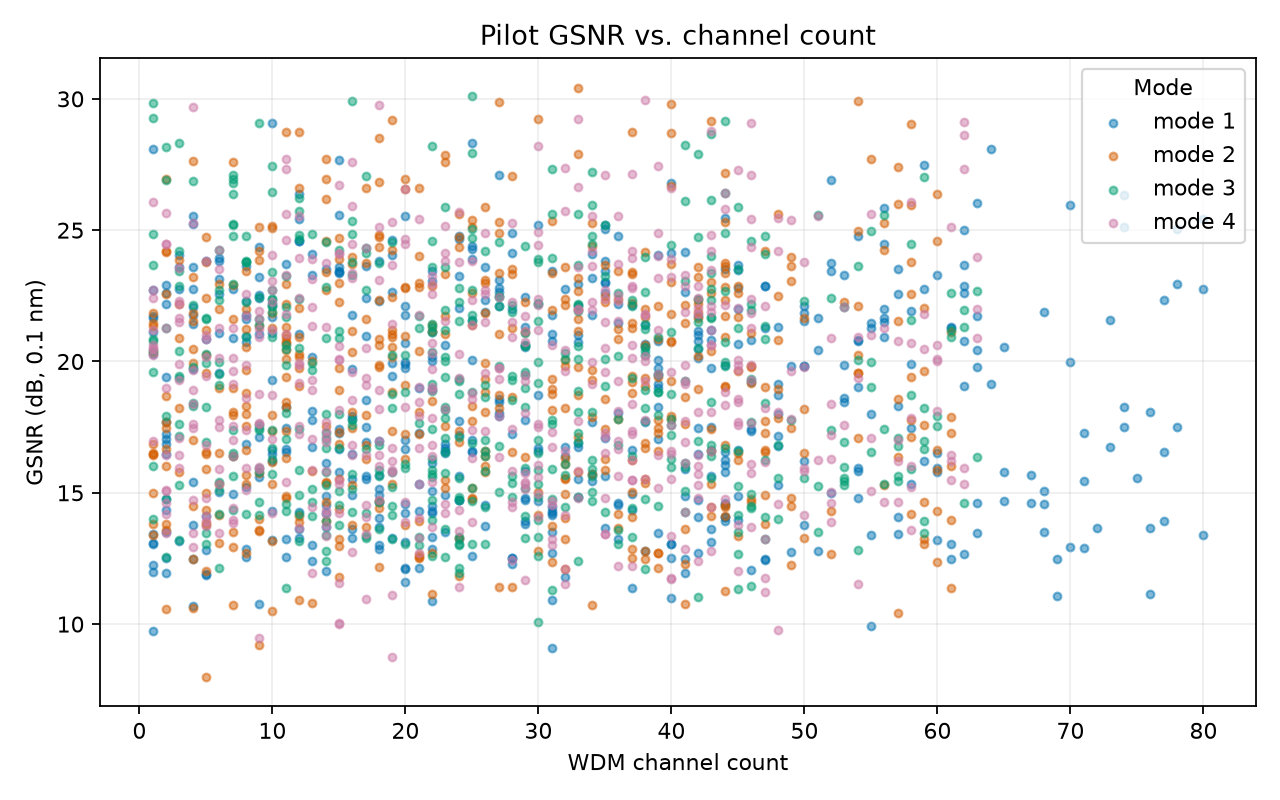 Pilot GSNR vs. channel count
Mode
mode 1
mode 2
mode 3
mode 4
30
25
20
15
10
GSNR (dB, 0.1 nm)
0 10 20 30 40 50 60 70 80
WDM channel count